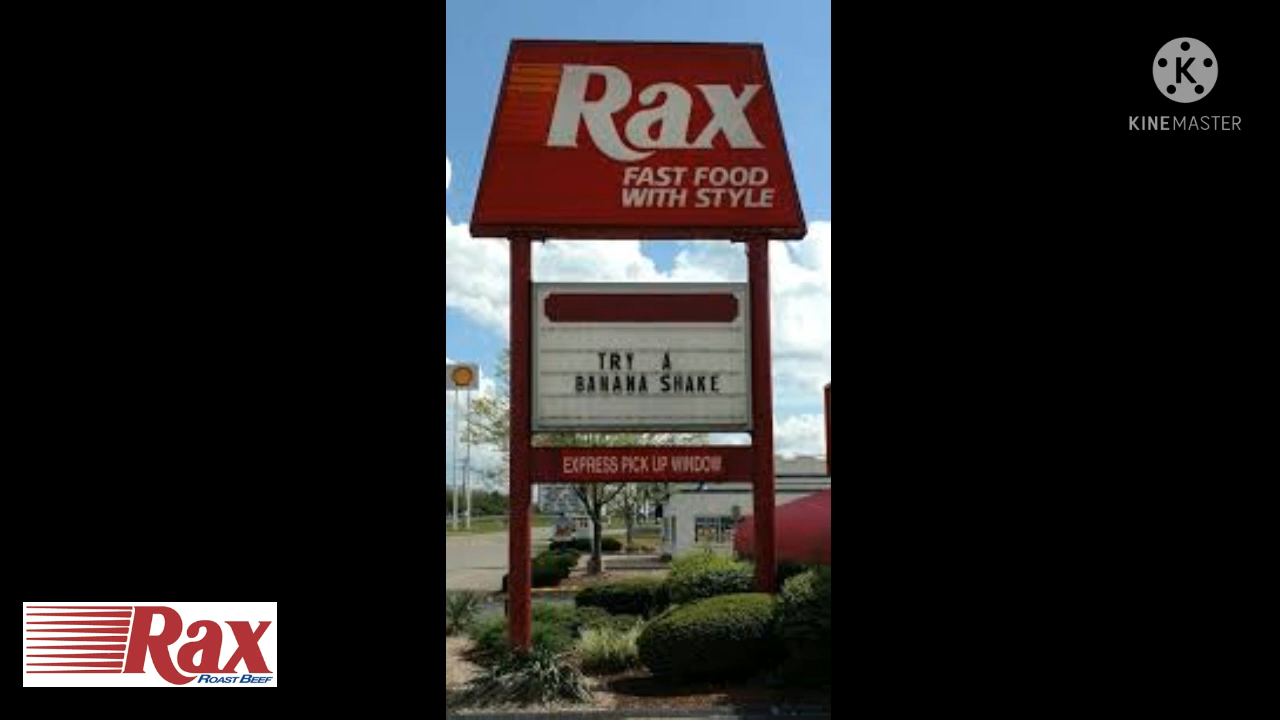 Rax
FAST FOOD
WITH STYLE
TRY A
BANANA SHAKE
EXPRESS PICK UP WINDOW
K
KINEMASTER
Rax
ROAST BEEF